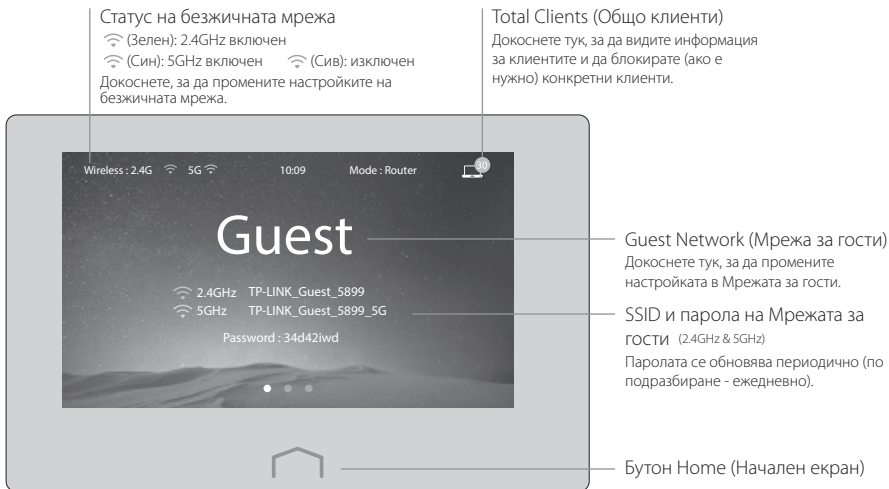 Статус на безжичната мрежа
(Зелен): 2.4GHz включен
(Син): 5GHz включен (Сив): изключен
Докоснете, за да промените настройките на
безжичната мрежа.
Total Clients (Общо клиенти)
Докоснете тук, за да видите информация
за клиентите и да блокирате (ако е
нужно) конкретни клиенти.
Wireless : 2.4G 5G 10:09 Mode : Router 30
Guest
2.4GHz TP-LINK_Guest_5899
5GHz TP-LINK_Guest_5899_5G
Password : 34d42iwd
Guest Network (Мрежа за гости)
Докоснете тук, за да промените
настройката в Мрежата за гости.
SSID и парола на Мрежата за
гости (2.4GHz & 5GHz)
Паролата се обновява периодично (по
подразбиране - ежедневно).
Бутон Home (Начален екран)